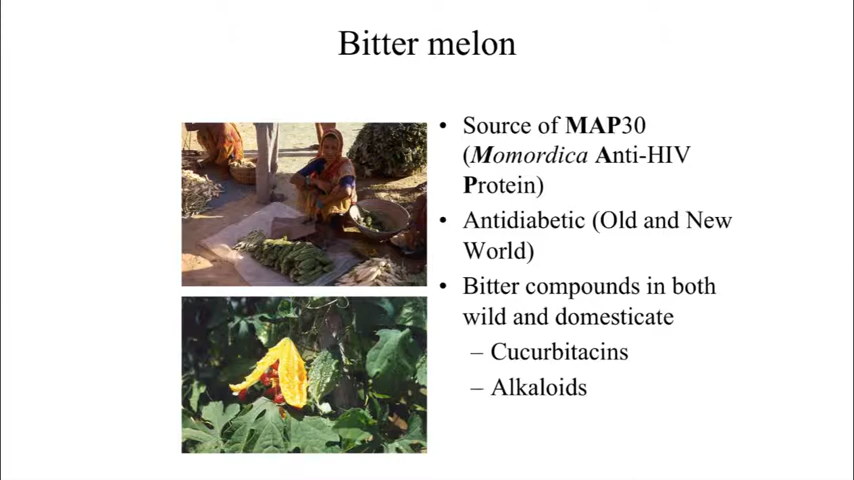 Bitter melon
• Source of MAP30
(Momordica Anti-HIV
Protein)
• Antidiabetic (Old and New
World)
• Bitter compounds in both
wild and domesticate
– Cucurbitacins
– Alkaloids